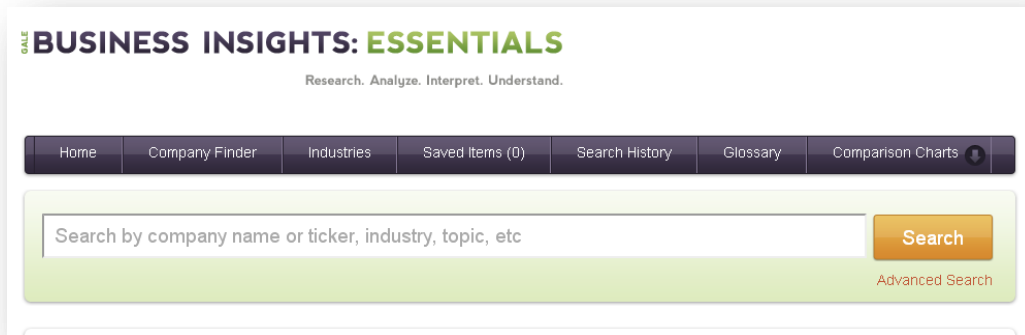 GALE BUSINESS INSIGHTS: ESSENTIALS
Research. Analyze. Interpret. Understand.
Home Company Finder Industries Saved Items (0) Search History Glossary Comparison Charts
Search by company name or ticker, industry, topic, etc Search
Advanced Search